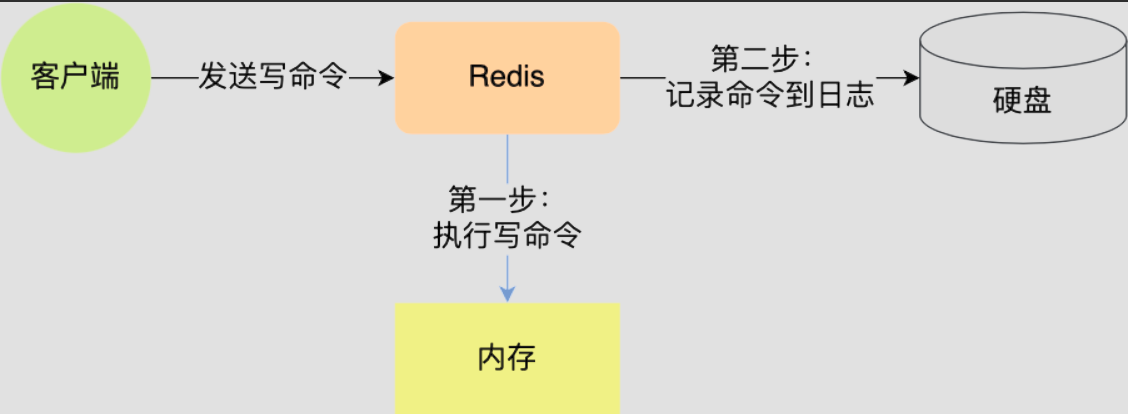 客户端
发送写命令
Redis
第二步：
记录命令到日志
硬盘
第一步：
执行写命令
内存